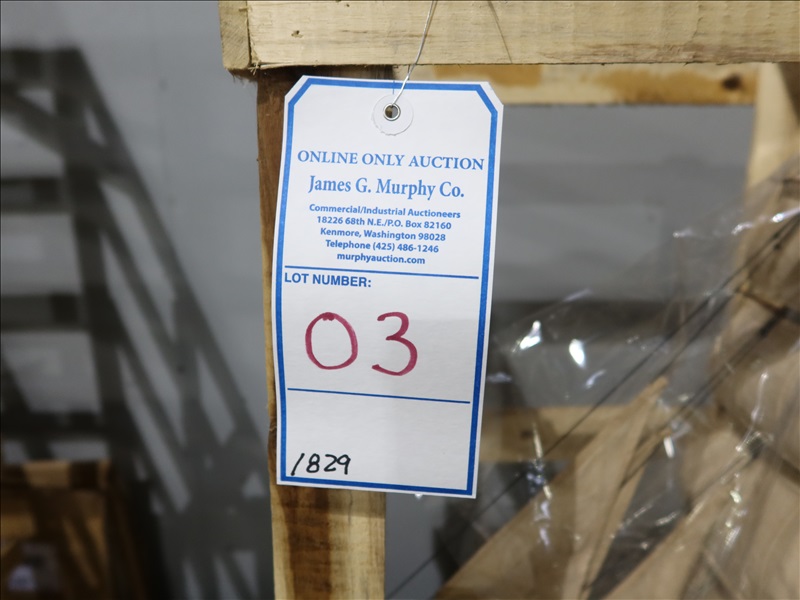 ONLINE ONLY AUCTION
James G. Murphy Co.
Commercial/Industrial Auctioneers
18226 68th N.E./P.O. Box 82160
Kenmore, Washington 98028
Telephone (425) 486-1246
murphyauction.com
LOT NUMBER:
03
1829